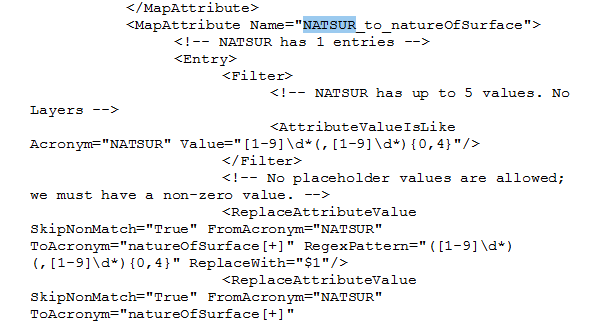 </MapAttribute>
<MapAttribute Name="NATSUR_to_natureOfSurface">
<!-- NATSUR has 1 entries -->
<Entry>
<Filter>
<!-- NATSUR has up to 5 values. No
Layers -->
<AttributeValueIsLike
Acronym="NATSUR" Value="[1-9]\d*(,[1-9]\d*){0,4}"/>
</Filter>
<!-- No placeholder values are allowed;
we must have a non-zero value. -->
<ReplaceAttributeValue
SkipNonMatch="True" FromAcronym="NATSUR"
ToAcronym="natureOfSurface[+]" RegexPattern="([1-9]\d*)
(,[1-9]\d*){0,4}" ReplaceWith="$1"/>
<ReplaceAttributeValue
SkipNonMatch="True" FromAcronym="NATSUR"
ToAcronym="natureOfSurface[+]"